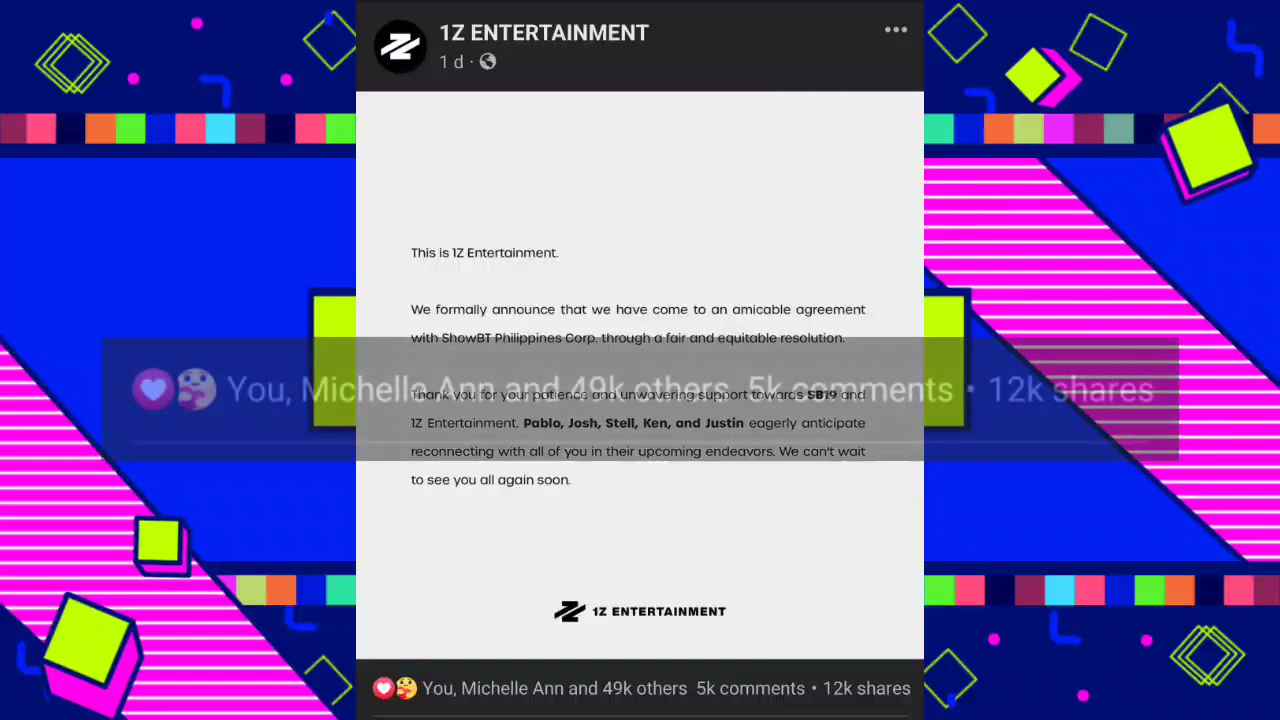 1Z ENTERTAINMENT
1 d ·
This is 1Z Entertainment.
We formally announce that we have come to an amicable agreement
with ShowBT Philippines Corp. through a fair and equitable resolution.
You, Michelle Ann and 49k others 5k comments • 12k shares
Thank you for your patience and unwavering support towards SB19 and
1Z Entertainment. Pablo, Josh, Stell, Ken, and Justin eagerly anticipate
reconnecting with all of you in their upcoming endeavors. We can't wait
to see you all again soon.
1Z ENTERTAINMENT
You, Michelle Ann and 49k others 5k comments • 12k shares